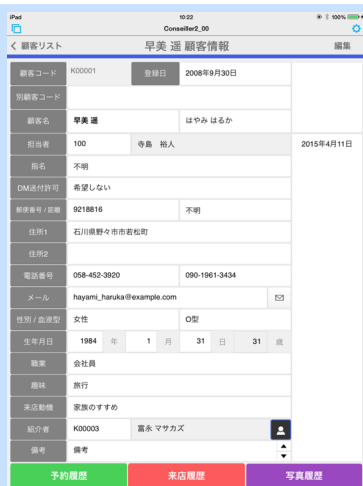 iPad 10:22 100%
Conseiller2_00
顧客リスト 早美 遥 顧客情報 編集
顧客コード K00001 登録日 2008年9月30日
別顧客コード
顧客名 早美 遥 はやみ はるか
担当者 100 寺島 裕人 2015年4月11日
指名 不明
DM送付許可 希望しない
郵便番号 / 距離 9218816 不明
住所1 石川県野々市市若松町
住所2
電話番号 058-452-3920 090-1961-3434
メール hayami_haruka@example.com
性別 / 血液型 女性 O型
生年月日 1984 年 1 月 31 日 31 歳
職業 会社員
趣味 旅行
来店動機 家族のすすめ
紹介者 K00003 富永 マサカズ
備考 備考
予約履歴 来店履歴 写真履歴